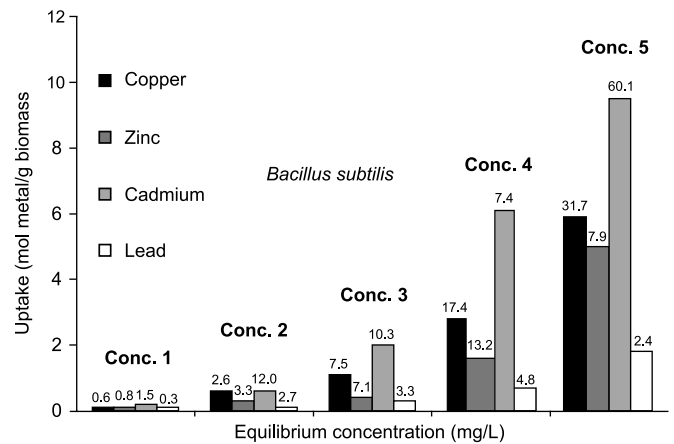 12
10
8
6
4
2
0
Uptake (mol metal/g biomass
Copper
Zinc
Cadmium
Lead
Bacillus subtilis
Conc. 1
0.6 0.8 1.5 0.3
Conc. 2
2.6 3.3 12.0 2.7
Conc. 3
7.5 7.1 10.3 3.3
Conc. 4
17.4 13.2 7.4 4.8
Conc. 5
31.7 7.9 60.1 2.4
Equilibrium concentration (mg/L)